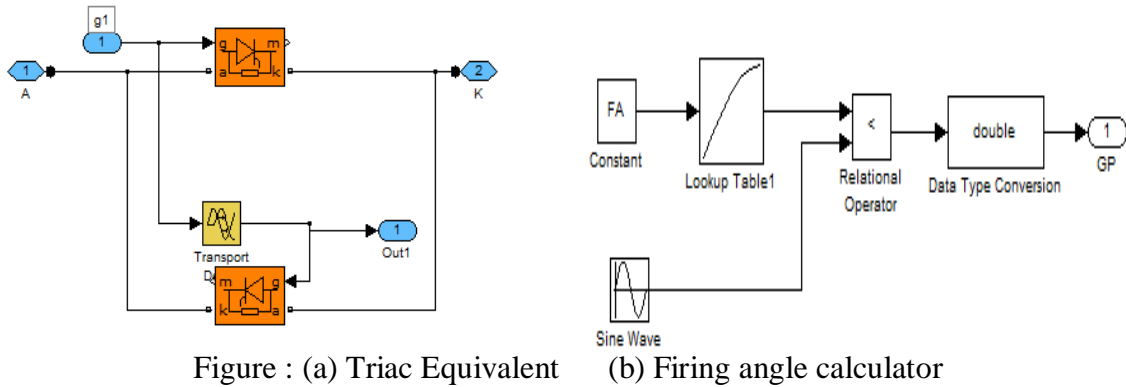 g1
1
g m
a k
1
A
2
K
Transport
D
1
Out1
m g
k a
FA
Constant
Lookup Table1
<
Relational
Operator
double
Data Type Conversion
1
GP
Sine Wave
Figure : (a) Triac Equivalent (b) Firing angle calculator